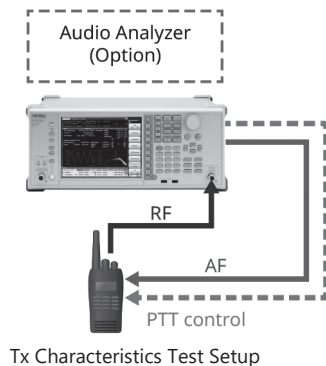 Audio Analyzer
(Option)
RF
AF
PTT control
Tx Characteristics Test Setup